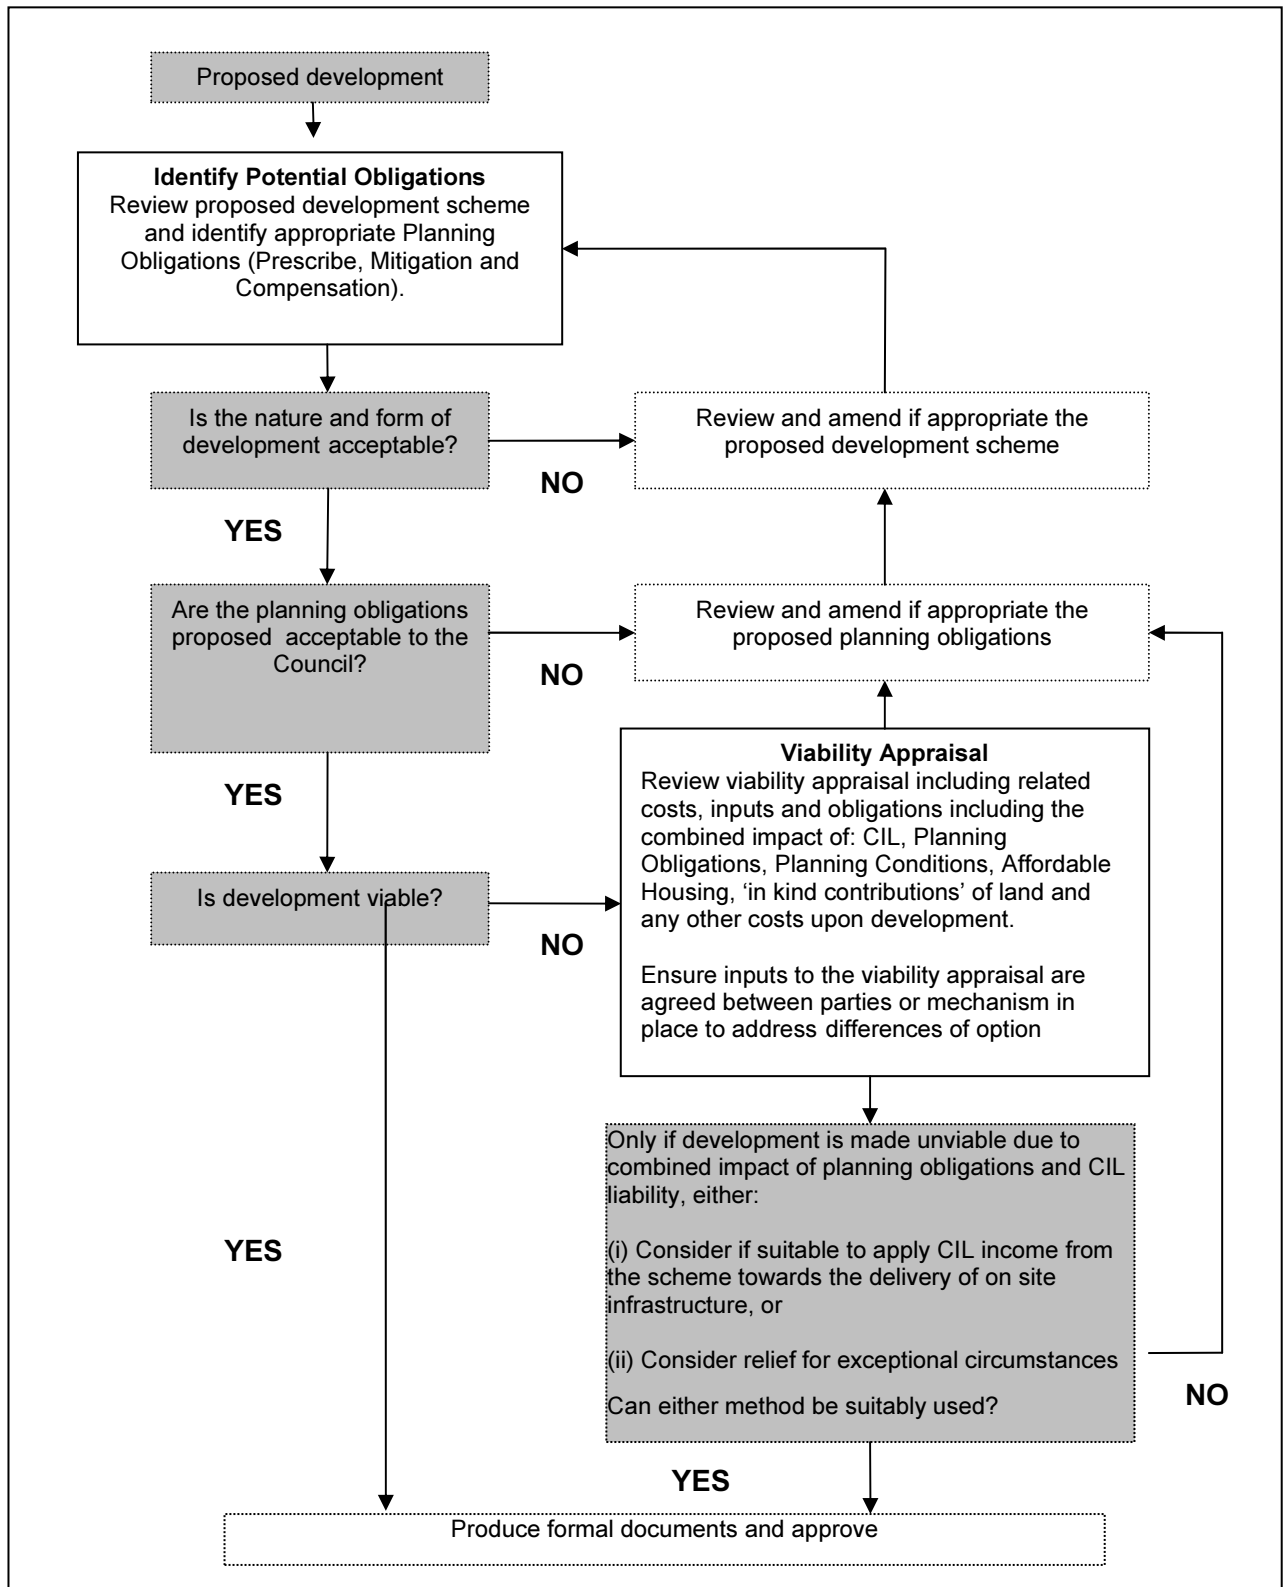 Proposed development
Identify Potential Obligations
Review proposed development scheme
and identify appropriate Planning
Obligations (Prescribe, Mitigation and
Compensation).
Is the nature and form of
development acceptable?
NO
Review and amend if appropriate the
proposed development scheme
YES
Are the planning obligations
proposed acceptable to the
Council?
NO
Review and amend if appropriate the
proposed planning obligations
YES
Is development viable?
NO
Viability Appraisal
Review viability appraisal including related
costs, inputs and obligations including the
combined impact of: CIL, Planning
Obligations, Planning Conditions, Affordable
Housing, ‘in kind contributions’ of land and
any other costs upon development.
Ensure inputs to the viability appraisal are
agreed between parties or mechanism in
place to address differences of option
Only if development is made unviable due to
combined impact of planning obligations and CIL
liability, either:
(i) Consider if suitable to apply CIL income from
the scheme towards the delivery of on site
infrastructure, or
(ii) Consider relief for exceptional circumstances
Can either method be suitably used?
NO
YES
YES
Produce formal documents and approve